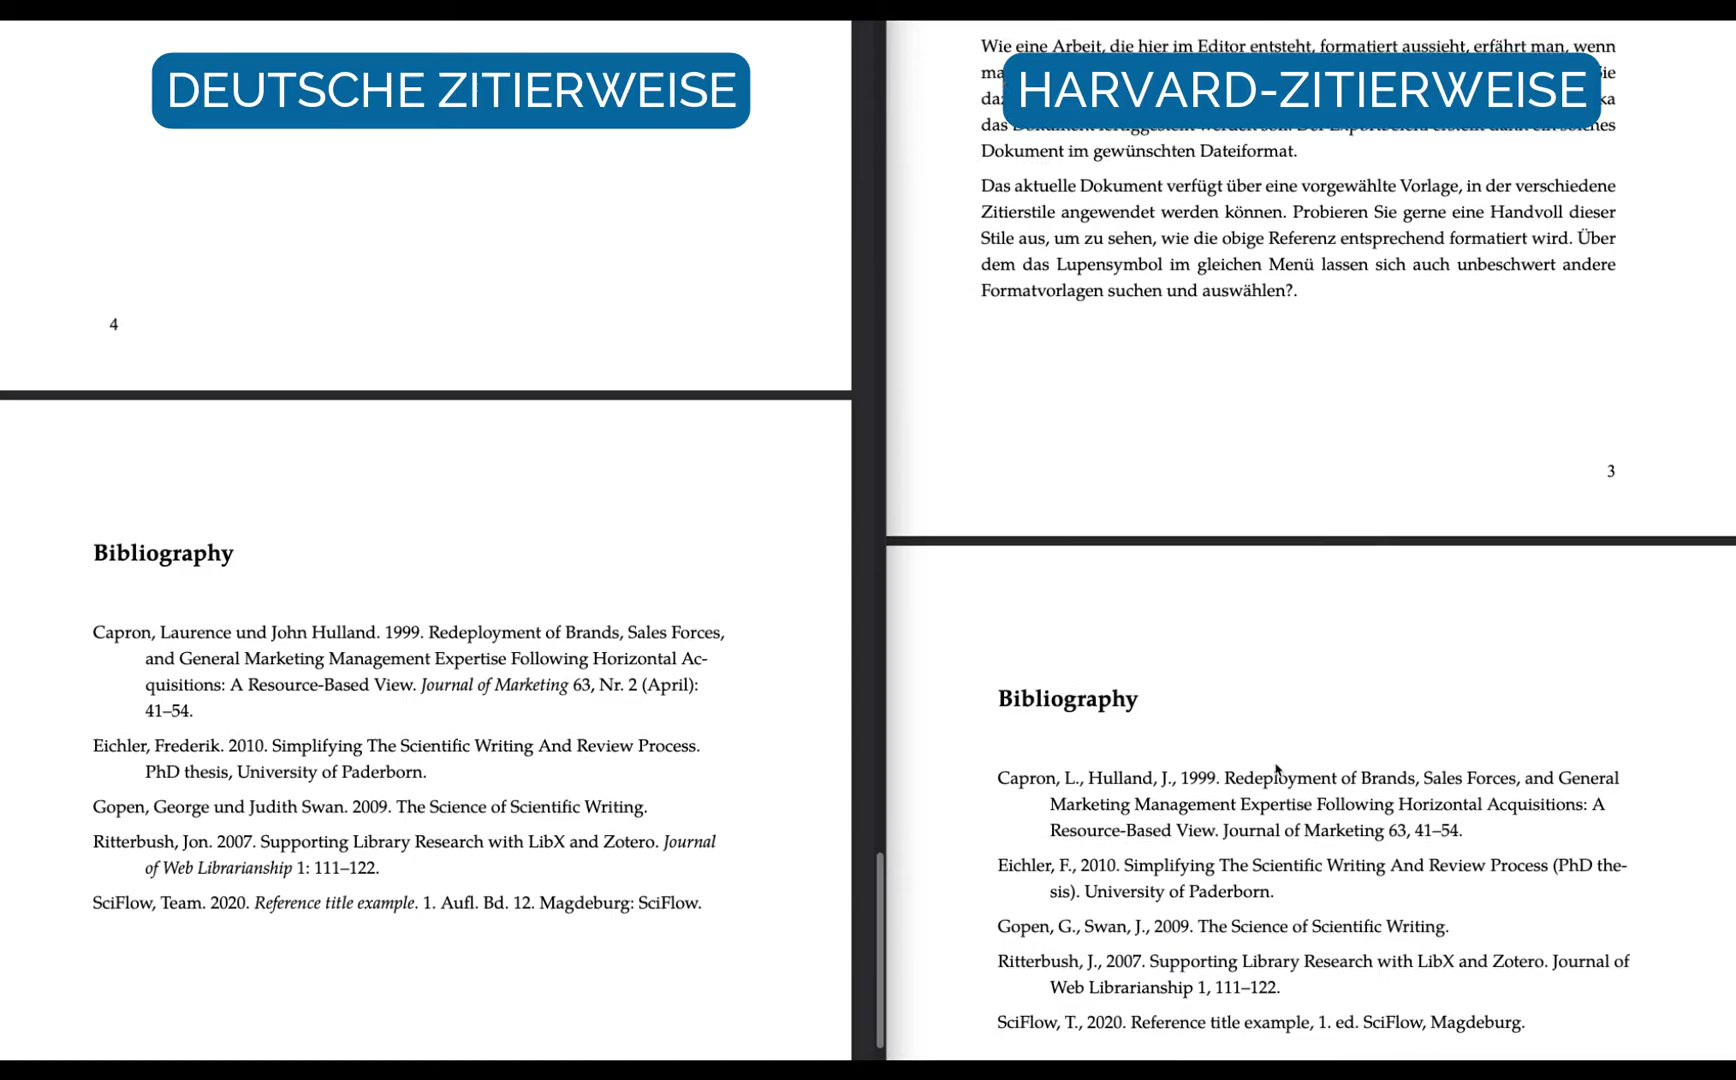 DEUTSCHE ZITIERWEISE
4
Bibliography
Capron, Laurence und John Hulland. 1999. Redeployment of Brands, Sales Forces,
and General Marketing Management Expertise Following Horizontal Ac-
quisitions: A Resource-Based View. Journal of Marketing 63, Nr. 2 (April):
41–54.
Eichler, Frederik. 2010. Simplifying The Scientific Writing And Review Process.
PhD thesis, University of Paderborn.
Gopen, George und Judith Swan. 2009. The Science of Scientific Writing.
Ritterbush, Jon. 2007. Supporting Library Research with LibX and Zotero. Journal
of Web Librarianship 1: 111–122.
SciFlow, Team. 2020. Reference title example. 1. Aufl. Bd. 12. Magdeburg: SciFlow.
Wie eine Arbeit, die hier im Editor entsteht, formatiert aussieht, erfährt man, wenn
HARVARD-ZITIERWEISE
das
Dokument im gewünschten Dateiformat.
Das aktuelle Dokument verfügt über eine vorgewählte Vorlage, in der verschiedene
Zitierstile angewendet werden können. Probieren Sie gerne eine Handvoll dieser
Stile aus, um zu sehen, wie die obige Referenz entsprechend formatiert wird. Über
dem das Lupensymbol im gleichen Menü lassen sich auch unbeschwert andere
Formatvorlagen suchen und auswählen?.
3
Bibliography
Capron, L., Hulland, J., 1999. Redeployment of Brands, Sales Forces, and General
Marketing Management Expertise Following Horizontal Acquisitions: A
Resource-Based View. Journal of Marketing 63, 41–54.
Eichler, F., 2010. Simplifying The Scientific Writing And Review Process (PhD the-
sis). University of Paderborn.
Gopen, G., Swan, J., 2009. The Science of Scientific Writing.
Ritterbush, J., 2007. Supporting Library Research with LibX and Zotero. Journal of
Web Librarianship 1, 111–122.
SciFlow, T., 2020. Reference title example, 1. ed. SciFlow, Magdeburg.